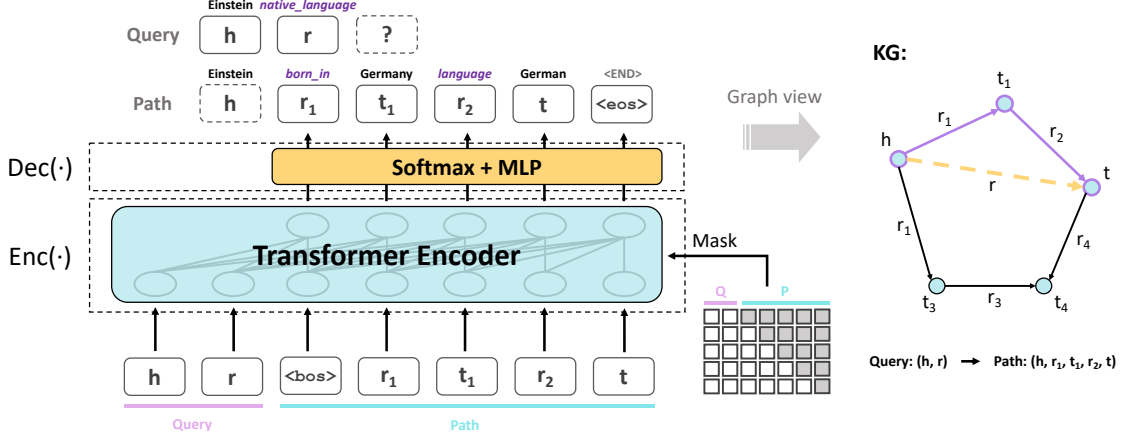 Einstein native_language
Query h r ?
Einstein born_in Germany language German <END>
Path h r₁ t₁ r₂ t <eos>
Dec(·) Softmax + MLP
Enc(·) Transformer Encoder
Mask
Q P
h r <bos> r₁ t₁ r₂ t
Query Path
Graph view
KG:
t₁
r₁ r₂
h t
r
r₁ r₄
t₃ r₃ t₄
Query: (h, r) → Path: (h, r₁, t₁, r₂, t)